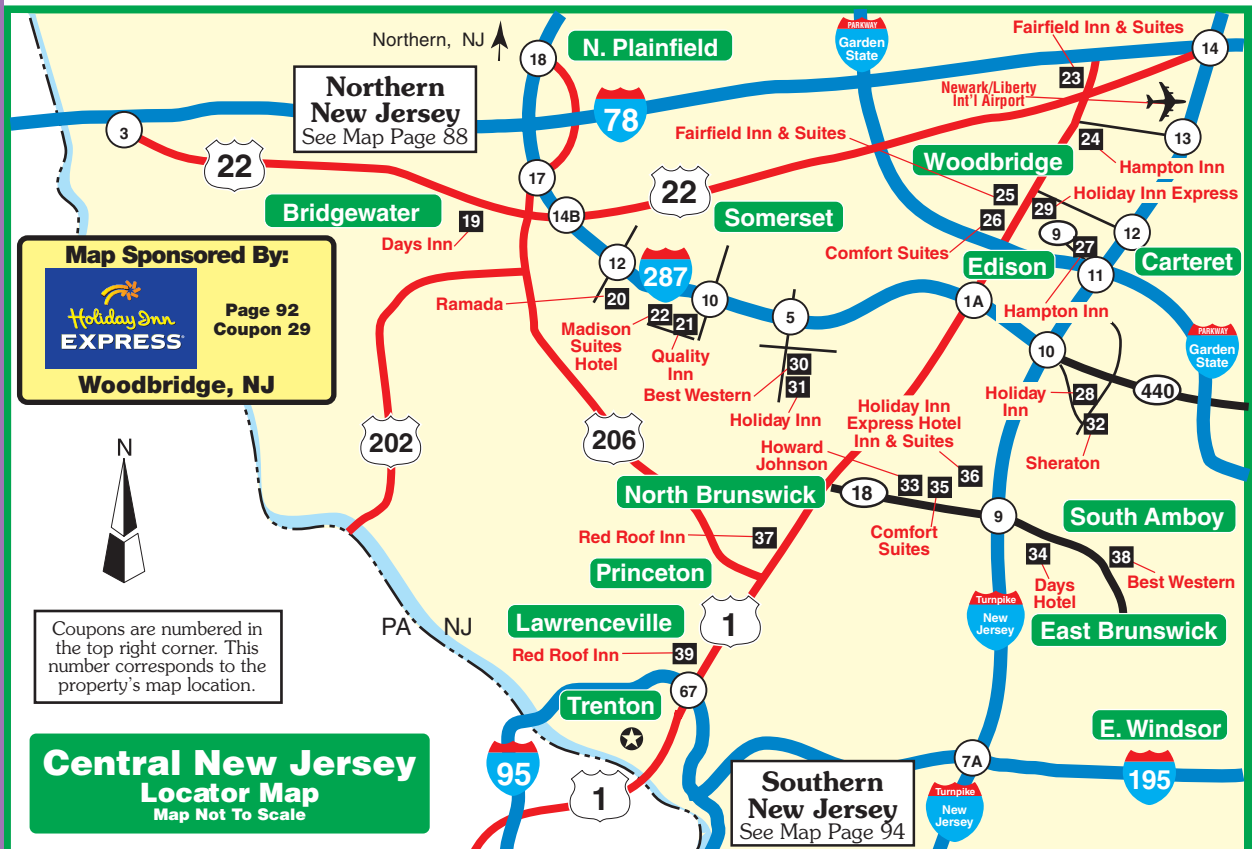 Northern, NJ
18
N. Plainfield
PARKWAY
Garden
State
Fairfield Inn & Suites
14
Northern
New Jersey
See Map Page 88
78
23
Newark/Liberty
Int'l Airport
3
22
Fairfield Inn & Suites
24
13
Hampton Inn
Woodbridge
17
22
25
Holiday Inn Express
29
Bridgewater
19
14B
Somerset
26
9
12
Days Inn
Comfort Suites
27
Map Sponsored By:
Holiday Inn
EXPRESS
Page 92
Coupon 29
Woodbridge, NJ
12
287
Edison
11
Carteret
Ramada
20
10
1A
Hampton Inn
22
21
5
Madison
Suites
Hotel
Quality
Inn
10
PARKWAY
Garden
State
30
Best Western
31
Holiday Inn
Holiday
Inn
28
440
32
Sheraton
N
202
206
Holiday Inn
Express Hotel
Inn & Suites
Howard
Johnson
36
North Brunswick
18
33
35
9
South Amboy
Comfort
Suites
Red Roof Inn
37
34
Days
Hotel
38
Best Western
Princeton
Turnpike
New
Jersey
East Brunswick
Coupons are numbered in
the top right corner. This
number corresponds to the
property's map location.
PA
NJ
Lawrenceville
1
Red Roof Inn
39
67
Trenton
E. Windsor
Central New Jersey
Locator Map
Map Not To Scale
95
1
Southern
New Jersey
See Map Page 94
7A
195
Turnpike
New
Jersey